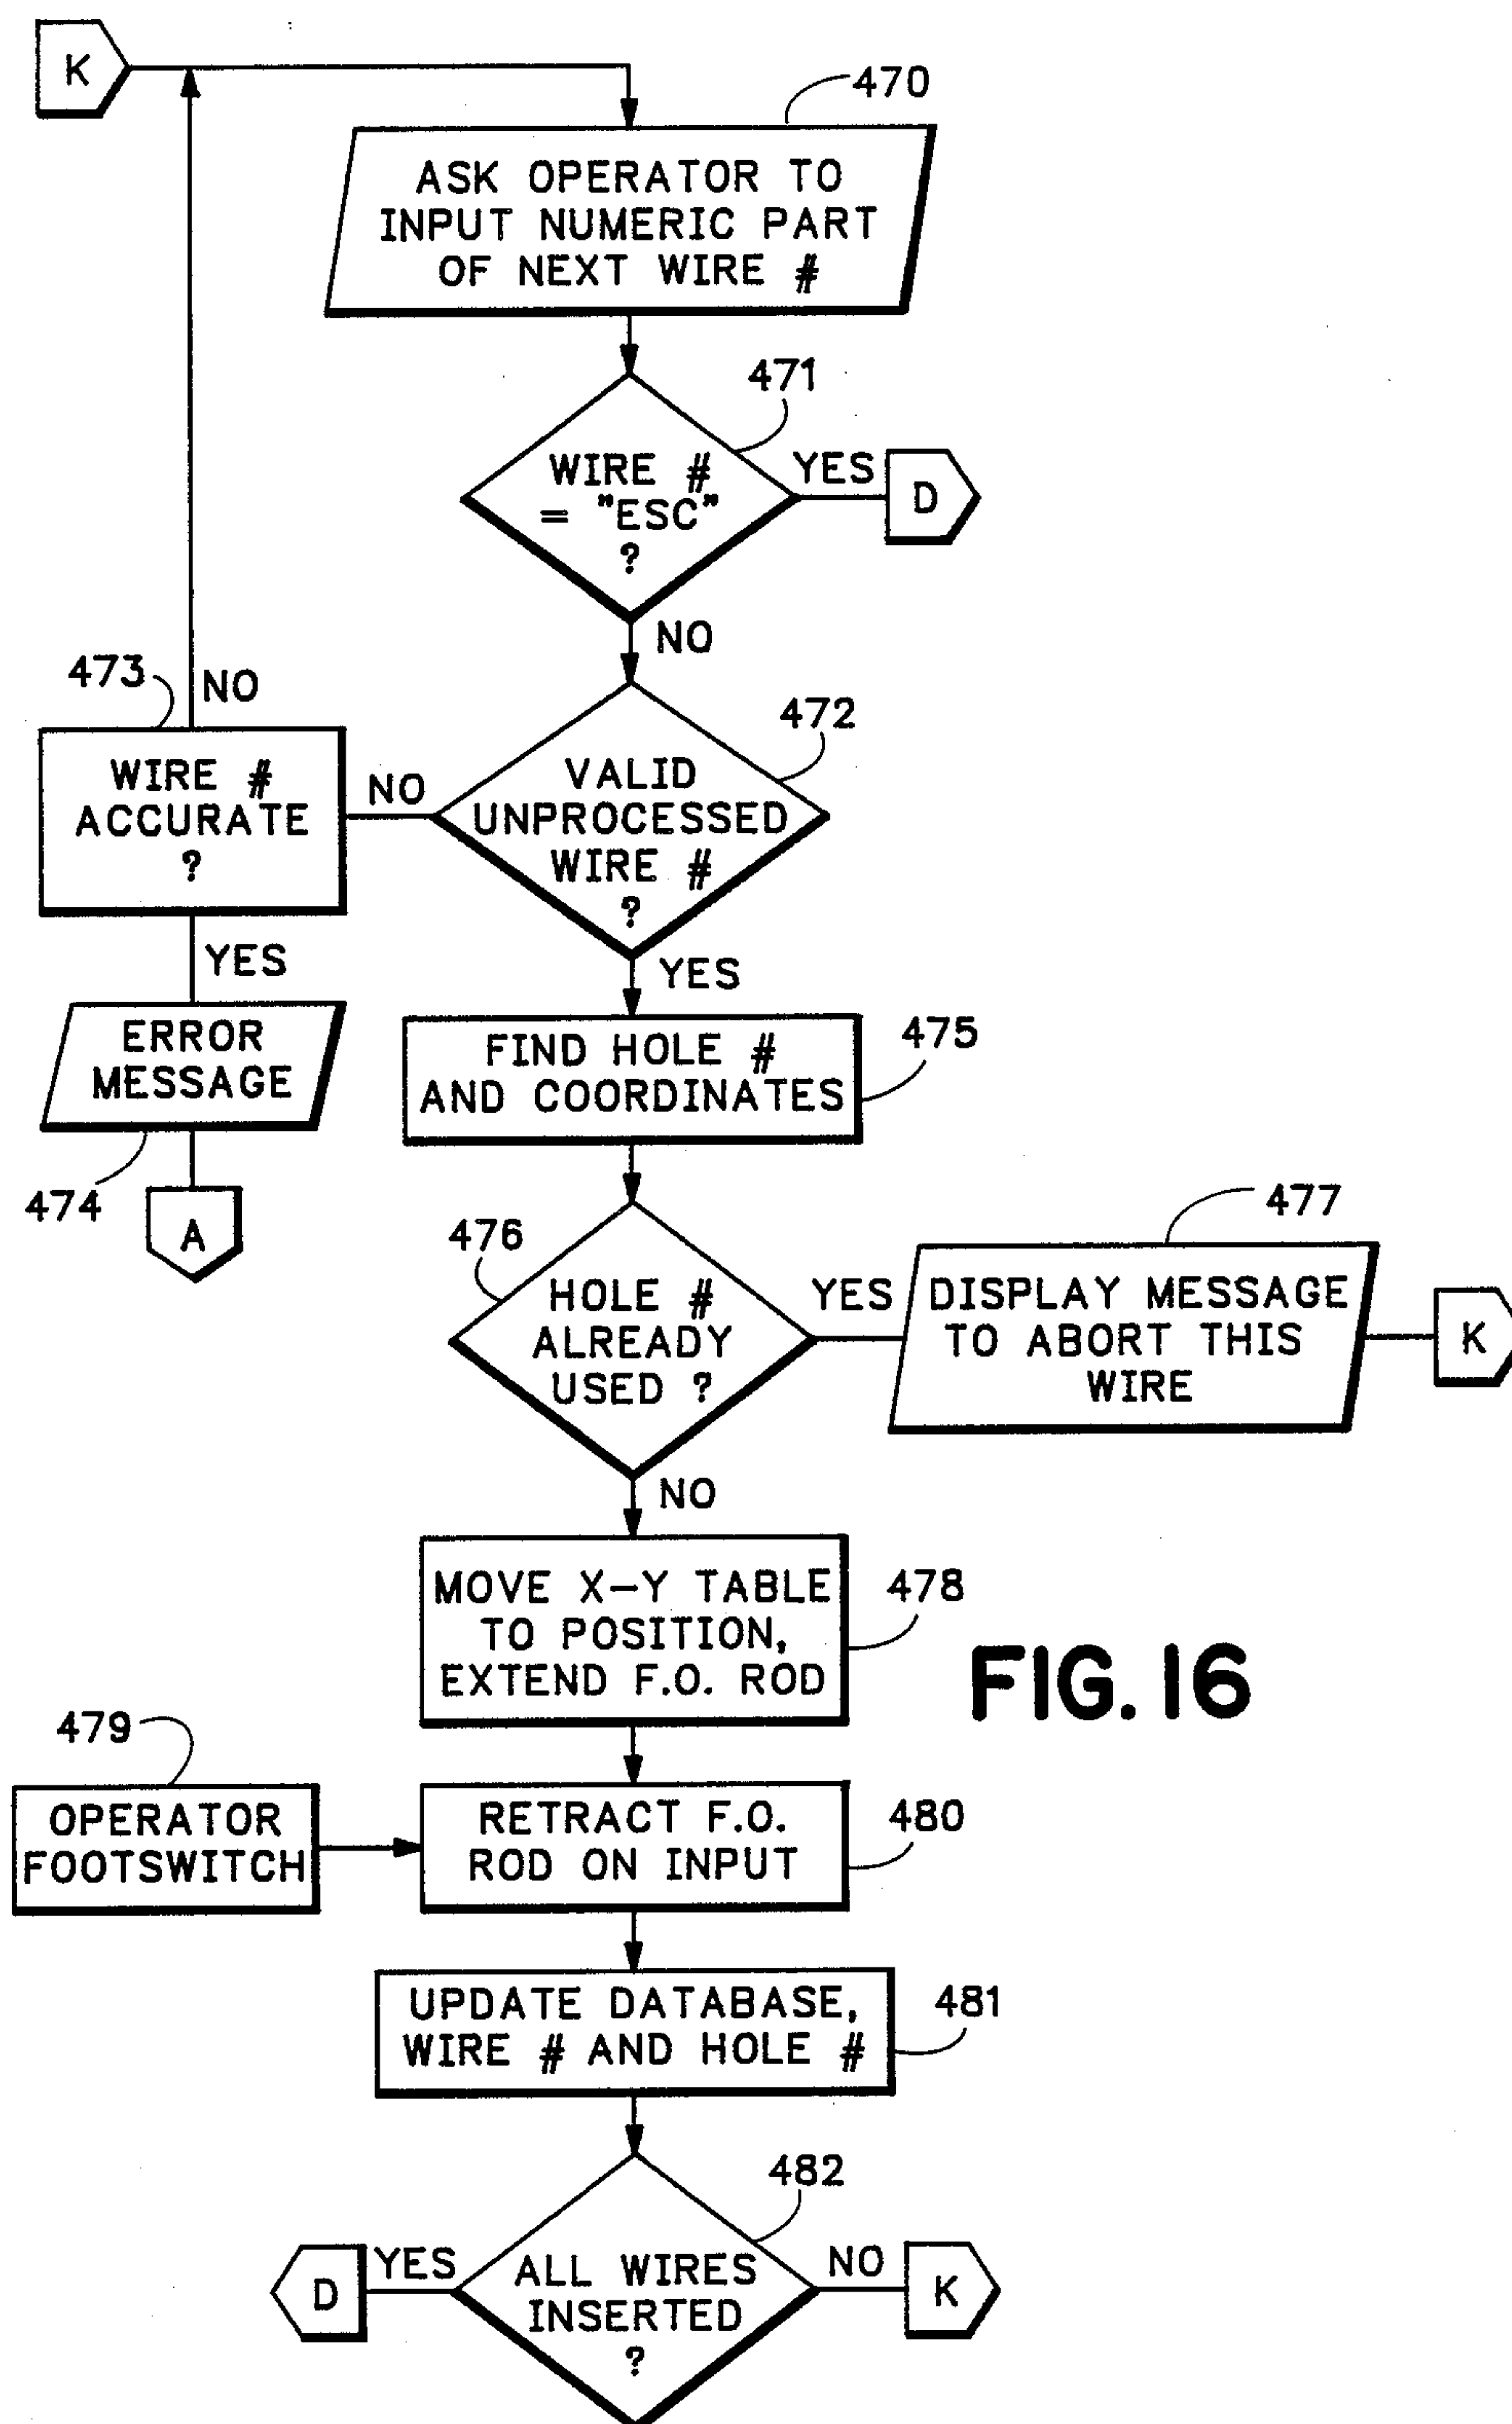 K
470
ASK OPERATOR TO
INPUT NUMERIC PART
OF NEXT WIRE #
471
WIRE #
= "ESC"
?
YES
D
NO
473
NO
472
WIRE #
ACCURATE
?
NO
VALID
UNPROCESSED
WIRE #
?
YES
YES
ERROR
MESSAGE
474
A
FIND HOLE #
AND COORDINATES
475
476
HOLE #
ALREADY
USED ?
YES
477
DISPLAY MESSAGE
TO ABORT THIS
WIRE
K
NO
MOVE X-Y TABLE
TO POSITION,
EXTEND F.O. ROD
478
FIG. 16
479
OPERATOR
FOOTSWITCH
RETRACT F.O.
ROD ON INPUT
480
UPDATE DATABASE,
WIRE # AND HOLE #
481
482
D
YES
ALL WIRES
INSERTED
?
NO
K